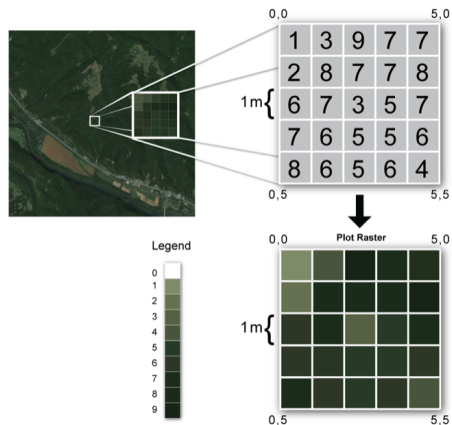 0,0 5,0
1 3 9 7 7
2 8 7 7 8
1m{ 6 7 3 5 7
7 6 5 5 6
8 6 5 6 4
0,5 5,5
Plot Raster
0,0 5,0
1m{
0,5 5,5
Legend
0
1
2
3
4
5
6
7
8
9